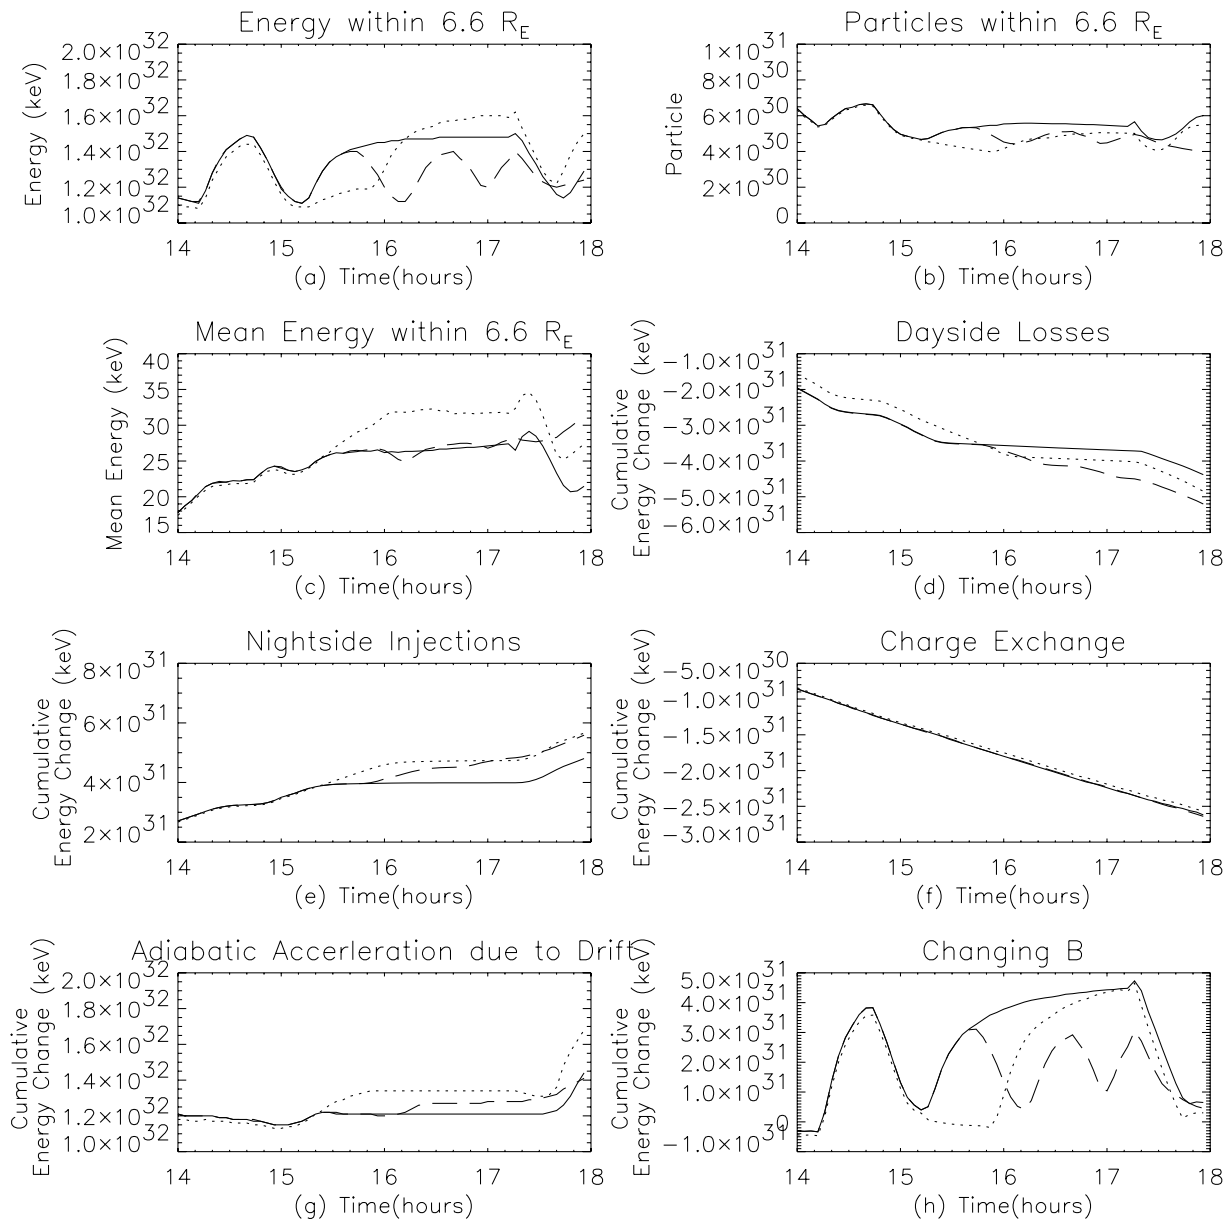 Energy within 6.6 R_E
Energy (keV)
2.0×10^32
1.8×10^32
1.6×10^32
1.4×10^32
1.2×10^32
1.0×10^32
14 15 16 17 18
(a) Time(hours)
Particles within 6.6 R_E
Particle
1×10^31
8×10^30
6×10^30
4×10^30
2×10^30
0
14 15 16 17 18
(b) Time(hours)
Mean Energy within 6.6 R_E
Mean Energy (keV)
40
35
30
25
20
15
14 15 16 17 18
(c) Time(hours)
Dayside Losses
Cumulative
Energy Change (keV)
−1.0×10^31
−2.0×10^31
−3.0×10^31
−4.0×10^31
−5.0×10^31
−6.0×10^31
14 15 16 17 18
(d) Time(hours)
Nightside Injections
Cumulative
Energy Change (keV)
8×10^31
6×10^31
4×10^31
2×10^31
14 15 16 17 18
(e) Time(hours)
Charge Exchange
Cumulative
Energy Change (keV)
−5.0×10^30
−1.0×10^31
−1.5×10^31
−2.0×10^31
−2.5×10^31
−3.0×10^31
14 15 16 17 18
(f) Time(hours)
Adiabatic Accerleration due to Drift
Cumulative
Energy Change (keV)
2.0×10^32
1.8×10^32
1.6×10^32
1.4×10^32
1.2×10^32
1.0×10^32
14 15 16 17 18
(g) Time(hours)
Changing B
Cumulative
Energy Change (keV)
5.0×10^31
4.0×10^31
3.0×10^31
2.0×10^31
1.0×10^31
0
−1.0×10^31
14 15 16 17 18
(h) Time(hours)